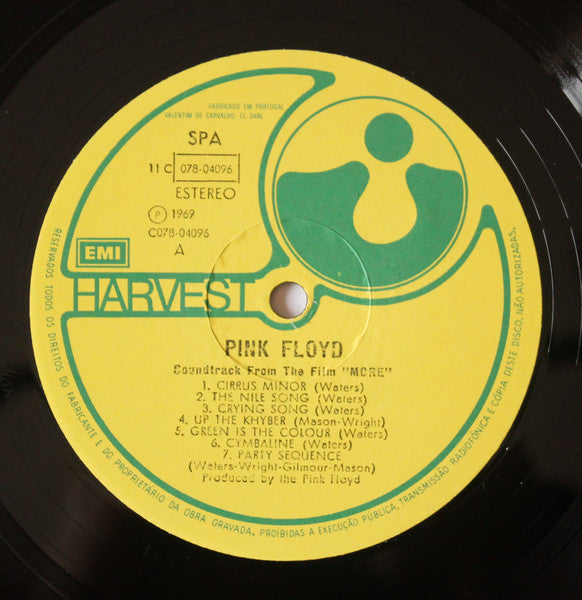 FABRICADO EM PORTUGAL
VALENTIM DE CARVALHO, CI, SARL
SPA
11 C 078-04096
ESTEREO
Ⓟ 1969
C078-04096
A
EMI
HARVEST
PINK FLOYD
Soundtrack From The Film "MORE"
1. CIRRUS MINOR (Waters)
2. THE NILE SONG (Waters)
3. CRYING SONG (Waters)
4. UP THE KHYBER (Mason-Wright)
5. GREEN IS THE COLOUR (Waters)
6. CYMBALINE (Waters)
7. PARTY SEQUENCE
(Waters-Wright-Gilmour-Mason)
Produced by the Pink Floyd
RESERVADOS TODOS OS DIREITOS DO FABRICANTE E DO PROPRIETARIO DA OBRA GRAVADA. PROIBIDAS A EXECUÇÃO PUBLICA, TRANSMISSÃO RADIOFÓNICA E CÓPIA DESTE DISCO, NÃO AUTORIZADAS.